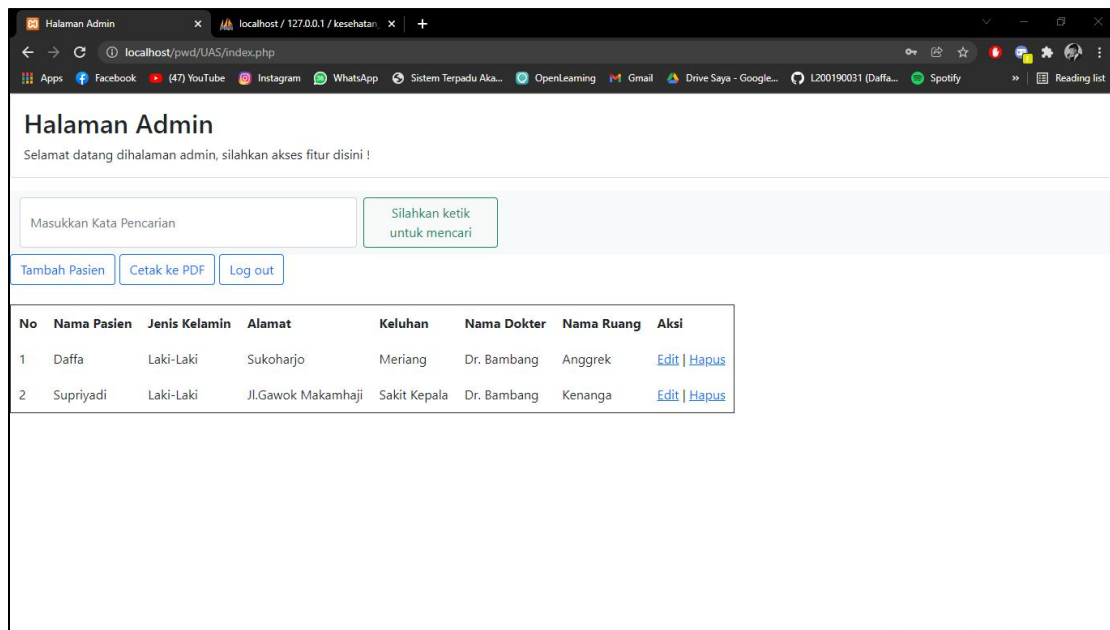 Halaman Admin
localhost / 127.0.0.1 / kesehatan
localhost/pwd/UAS/index.php
Apps Facebook (47) YouTube Instagram WhatsApp Sistem Terpadu Aka... OpenLearning Gmail Drive Saya - Google... L200190031 (Daffa... Spotify » Reading list
Halaman Admin
Selamat datang dihalaman admin, silahkan akses fitur disini !
Masukkan Kata Pencarian
Silahkan ketik
untuk mencari
Tambah Pasien Cetak ke PDF Log out
No Nama Pasien Jenis Kelamin Alamat Keluhan Nama Dokter Nama Ruang Aksi
1 Daffa Laki-Laki Sukoharjo Meriang Dr. Bambang Anggrek Edit | Hapus
2 Supriyadi Laki-Laki Jl.Gawok Makamhaji Sakit Kepala Dr. Bambang Kenanga Edit | Hapus